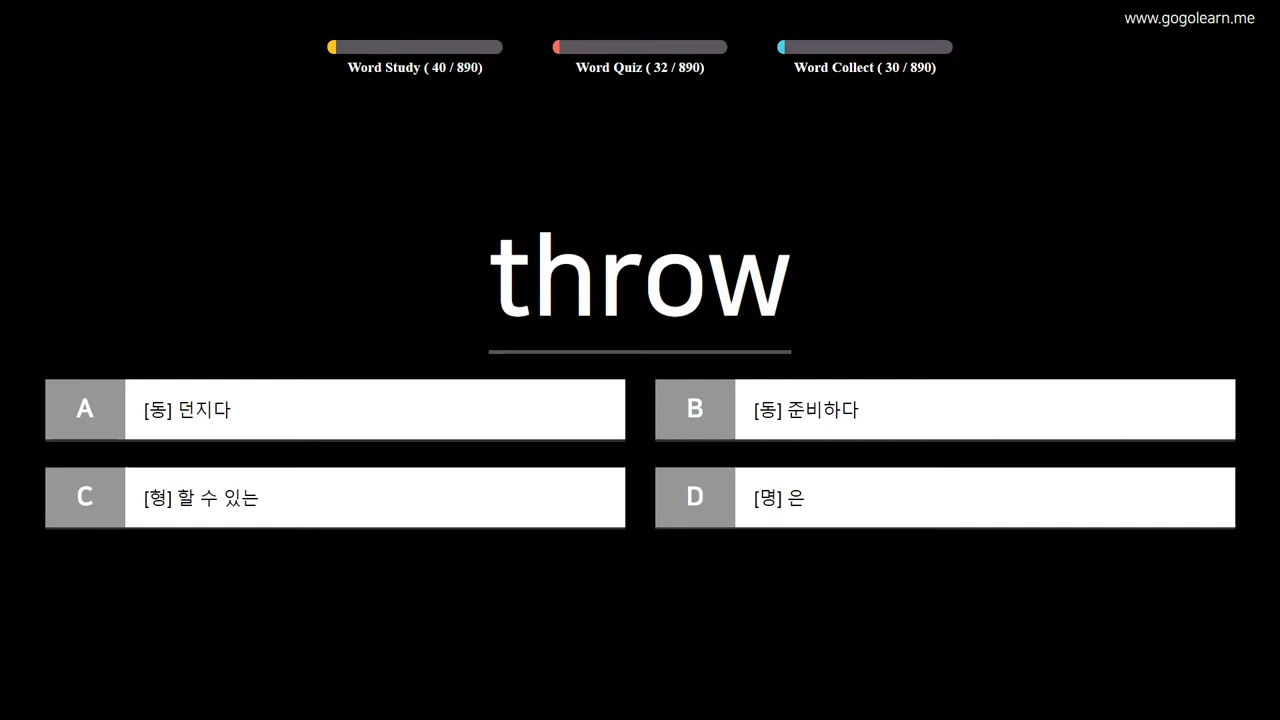 www.gogolearn.me
Word Study ( 40 / 890)
Word Quiz ( 32 / 890)
Word Collect ( 30 / 890)
throw
A [동] 던지다
B [동] 준비하다
C [형] 할 수 있는
D [명] 은